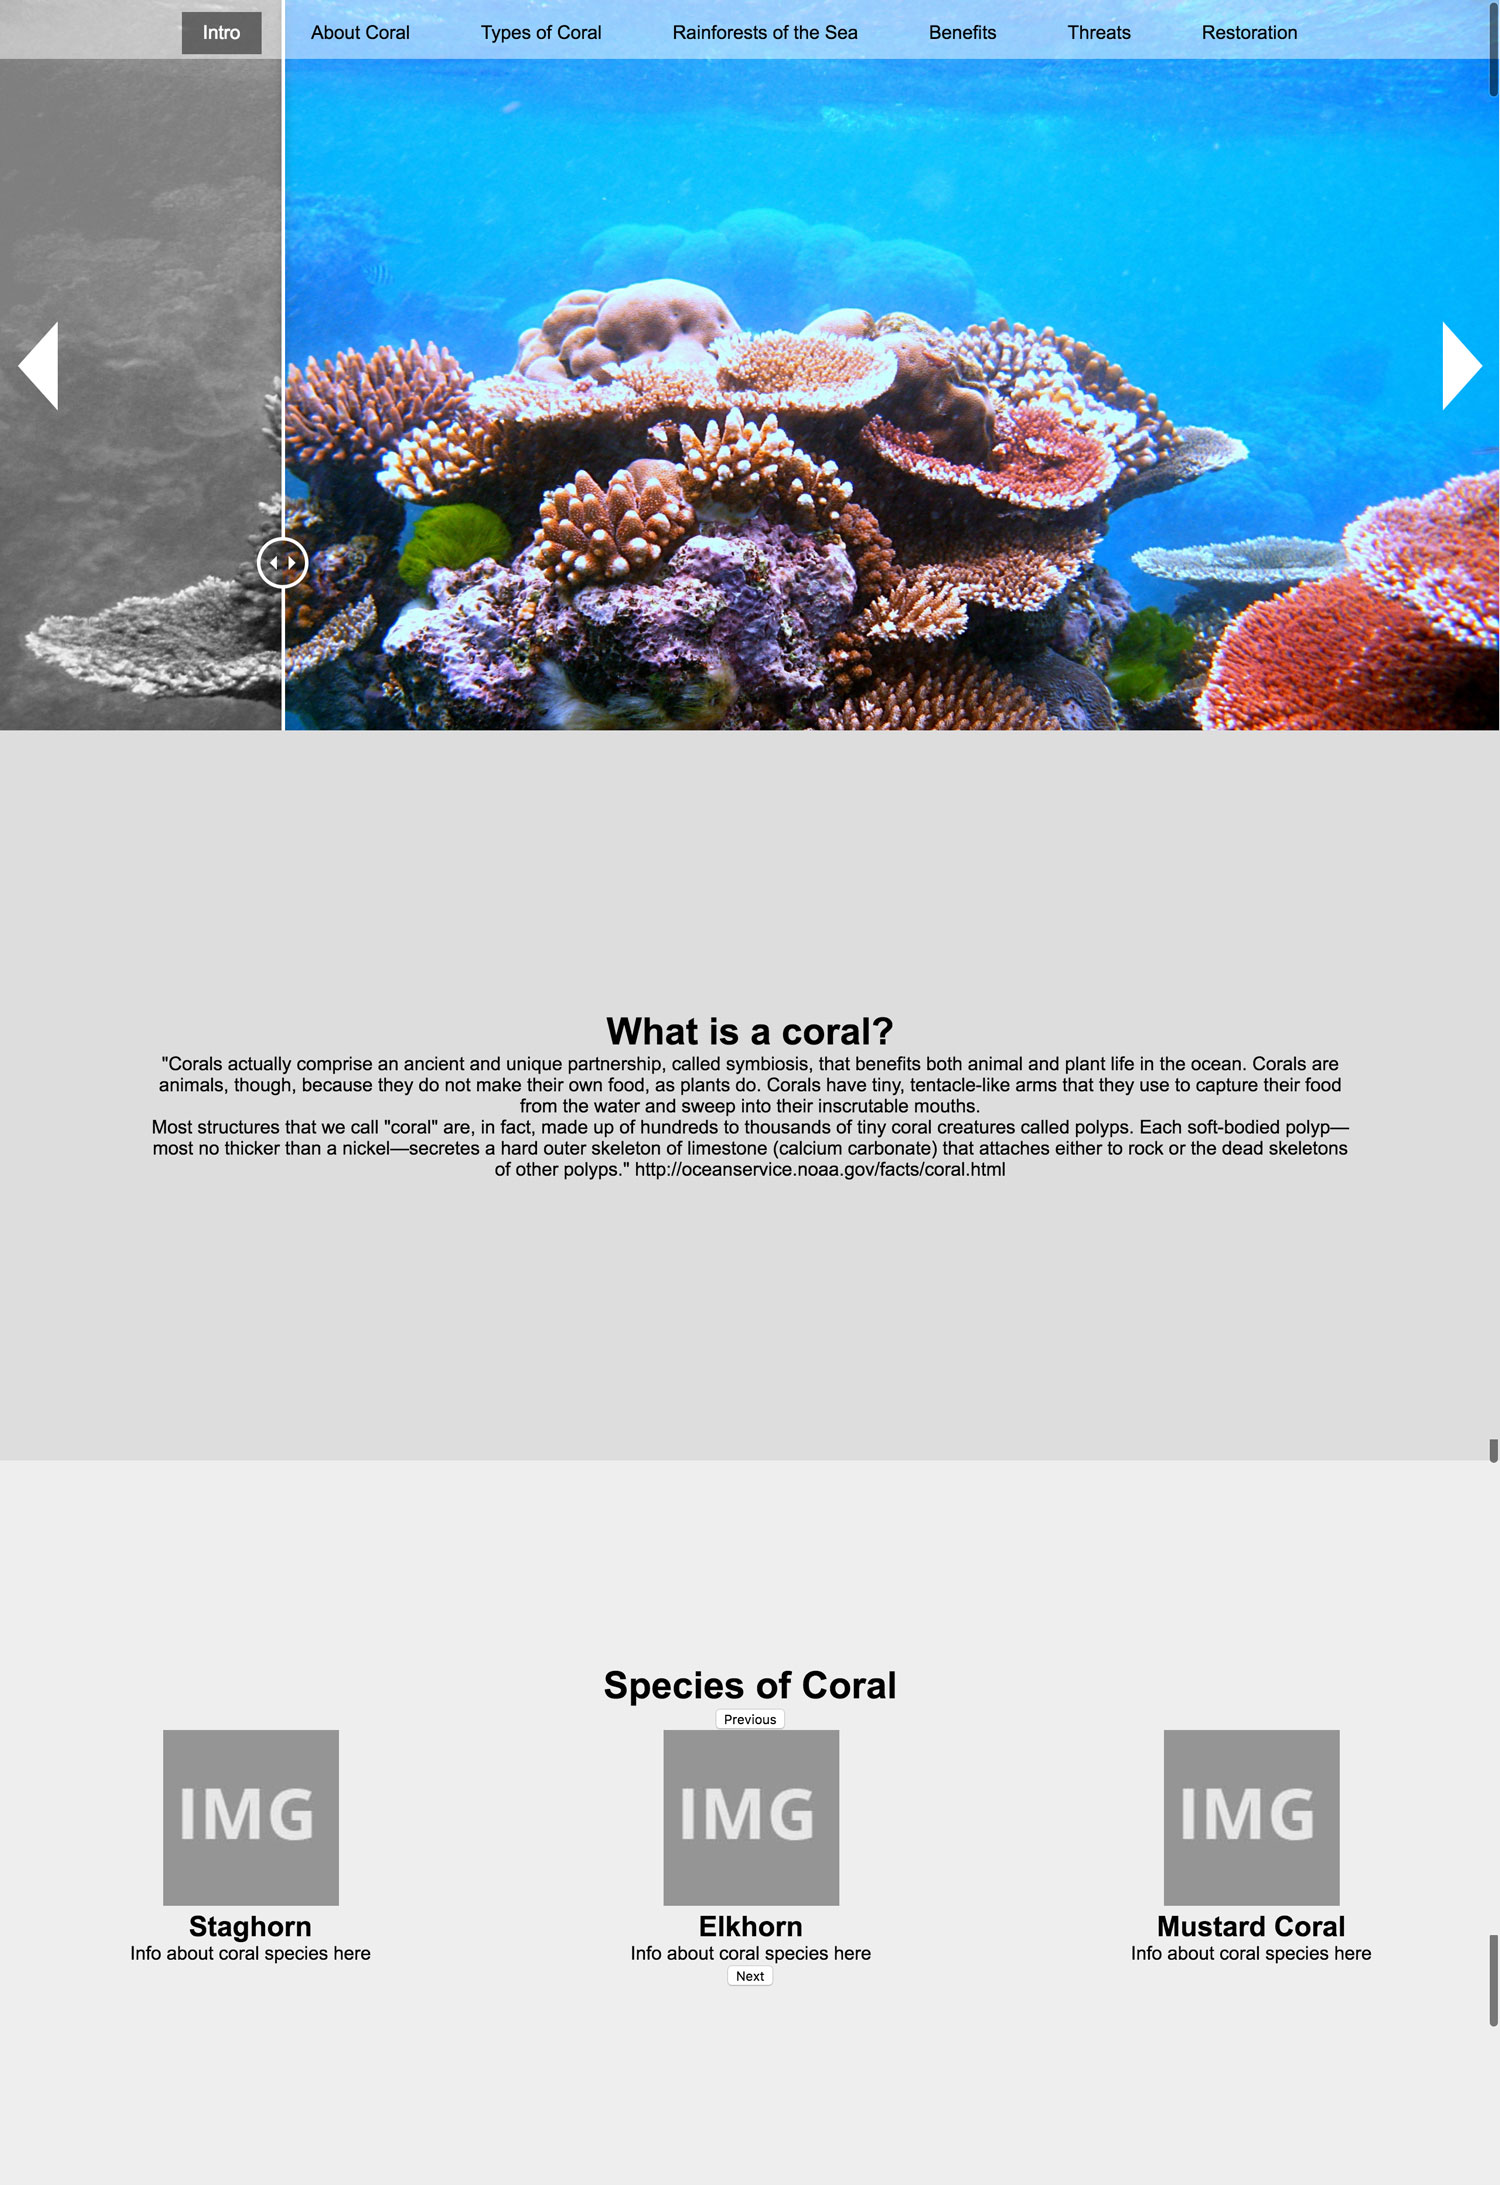 Intro About Coral Types of Coral Rainforests of the Sea Benefits Threats Restoration
What is a coral?
"Corals actually comprise an ancient and unique partnership, called symbiosis, that benefits both animal and plant life in the ocean. Corals are
animals, though, because they do not make their own food, as plants do. Corals have tiny, tentacle-like arms that they use to capture their food
from the water and sweep into their inscrutable mouths.
Most structures that we call "coral" are, in fact, made up of hundreds to thousands of tiny coral creatures called polyps. Each soft-bodied polyp—
most no thicker than a nickel—secretes a hard outer skeleton of limestone (calcium carbonate) that attaches either to rock or the dead skeletons
of other polyps." http://oceanservice.noaa.gov/facts/coral.html
Species of Coral
Previous
IMG IMG IMG
Staghorn Elkhorn Mustard Coral
Info about coral species here Info about coral species here Info about coral species here
Next